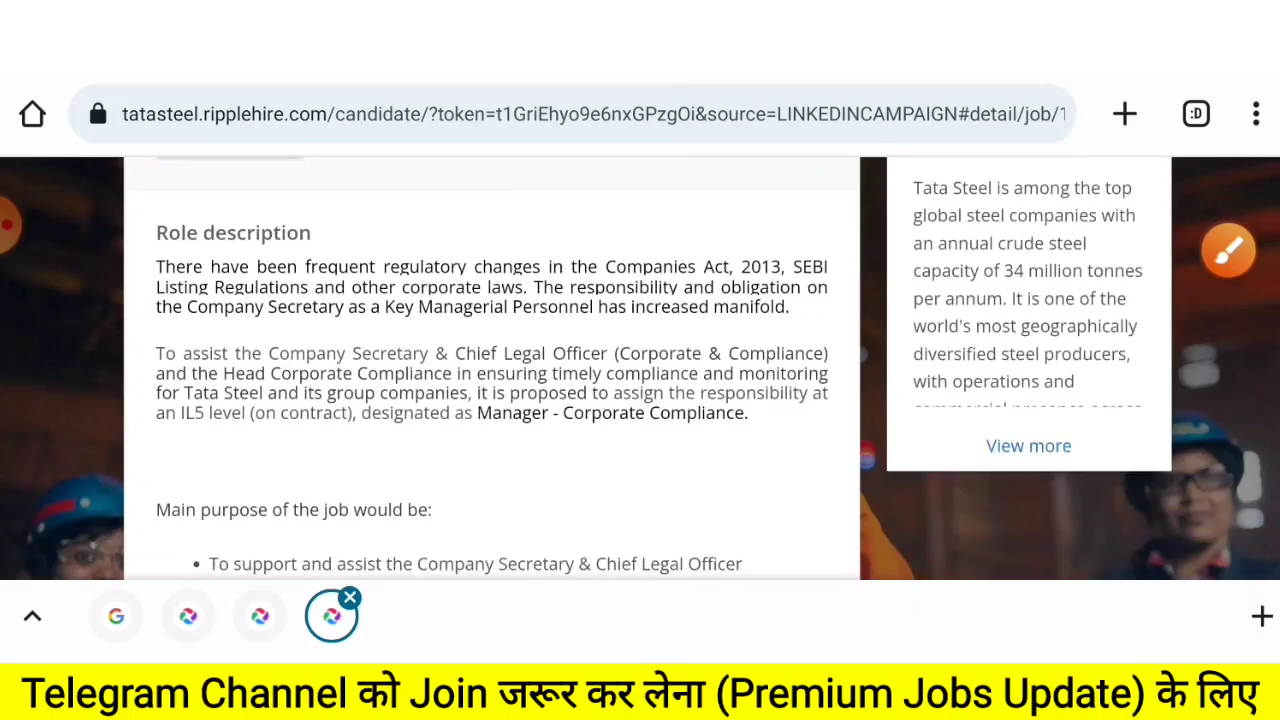 tatasteel.ripplehire.com/candidate/?token=t1GriEhyo9e6nxGPzgOi&source=LINKEDINCAMPAIGN#detail/job/
:D
Role description
There have been frequent regulatory changes in the Companies Act, 2013, SEBI
Listing Regulations and other corporate laws. The responsibility and obligation on
the Company Secretary as a Key Managerial Personnel has increased manifold.
To assist the Company Secretary & Chief Legal Officer (Corporate & Compliance)
and the Head Corporate Compliance in ensuring timely compliance and monitoring
for Tata Steel and its group companies, it is proposed to assign the responsibility at
an IL5 level (on contract), designated as Manager - Corporate Compliance.
Main purpose of the job would be:
• To support and assist the Company Secretary & Chief Legal Officer
Tata Steel is among the top
global steel companies with
an annual crude steel
capacity of 34 million tonnes
per annum. It is one of the
world's most geographically
diversified steel producers,
with operations and
View more
Telegram Channel को Join जरूर कर लेना (Premium Jobs Update) के लिए